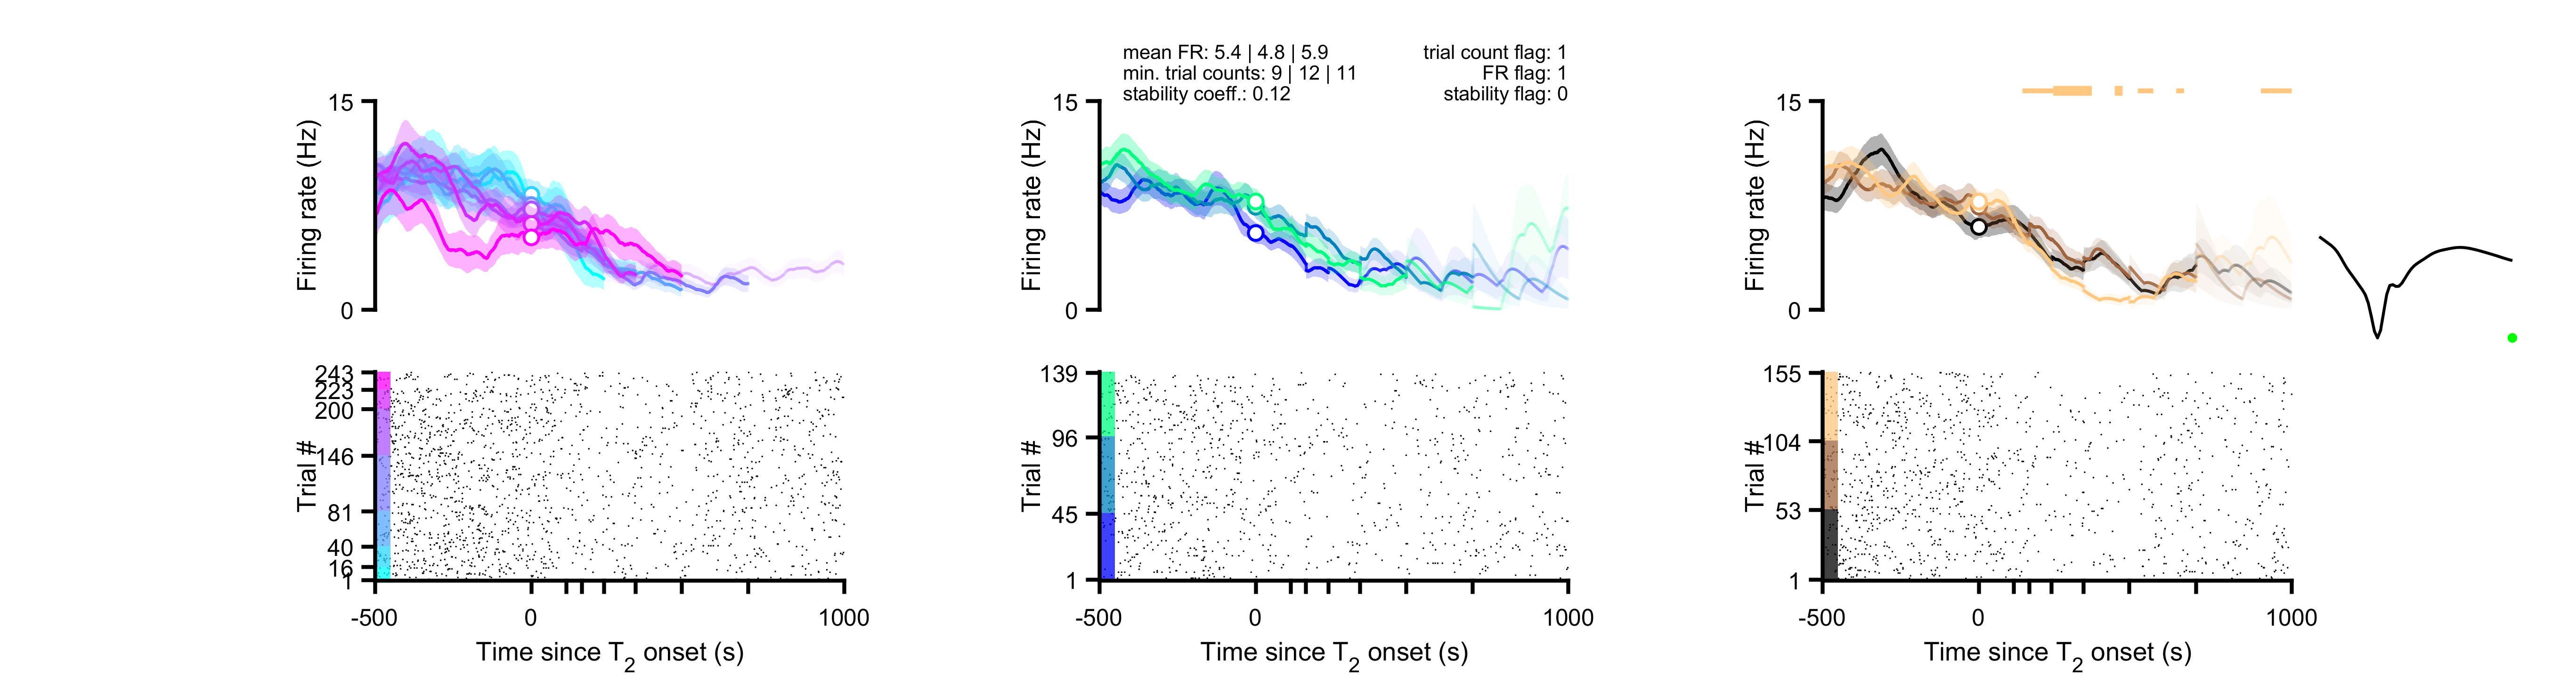 mean FR: 5.4 | 4.8 | 5.9
min. trial counts: 9 | 12 | 11
stability coeff.: 0.12
trial count flag: 1
FR flag: 1
stability flag: 0
15
Firing rate (Hz)
0
15
Firing rate (Hz)
0
15
Firing rate (Hz)
0
243
223
200
146
81
40
16
1
Trial #
-500
0
1000
Time since T2 onset (s)
139
96
45
1
Trial #
-500
0
1000
Time since T2 onset (s)
155
104
53
1
Trial #
-500
0
1000
Time since T2 onset (s)